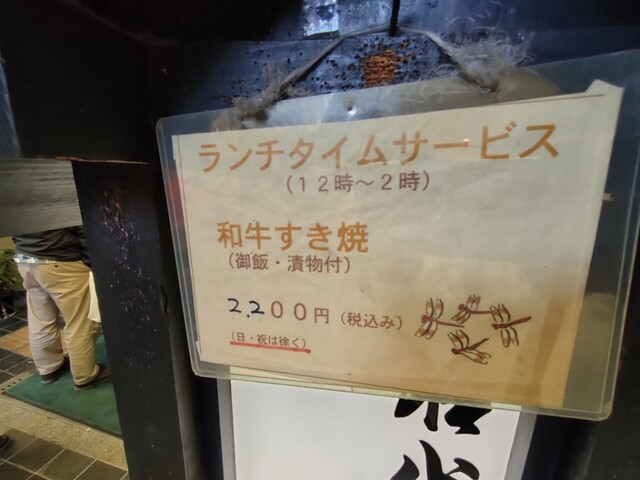 ランチタイムサービス
（１２時～２時）
和牛すき焼
（御飯・漬物付）
2,2００円（税込み）
（日・祝は徐く）